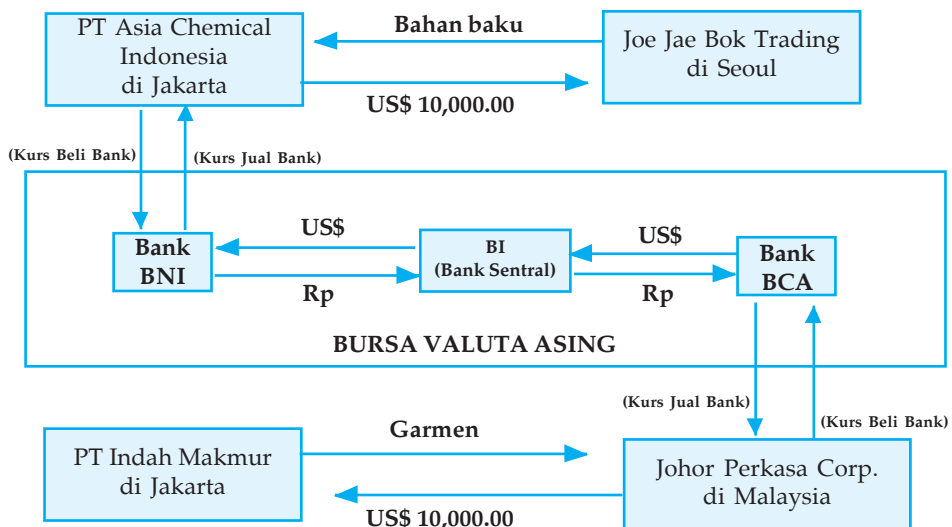 PT Asia Chemical
Indonesia
di Jakarta
Bahan baku
US$ 10,000.00
Joe Jae Bok Trading
di Seoul
(Kurs Beli Bank)
(Kurs Jual Bank)
Bank
BNI
US$
Rp
BI
(Bank Sentral)
US$
Rp
Bank
BCA
BURSA VALUTA ASING
(Kurs Jual Bank)
(Kurs Beli Bank)
PT Indah Makmur
di Jakarta
Garmen
US$ 10,000.00
Johor Perkasa Corp.
di Malaysia